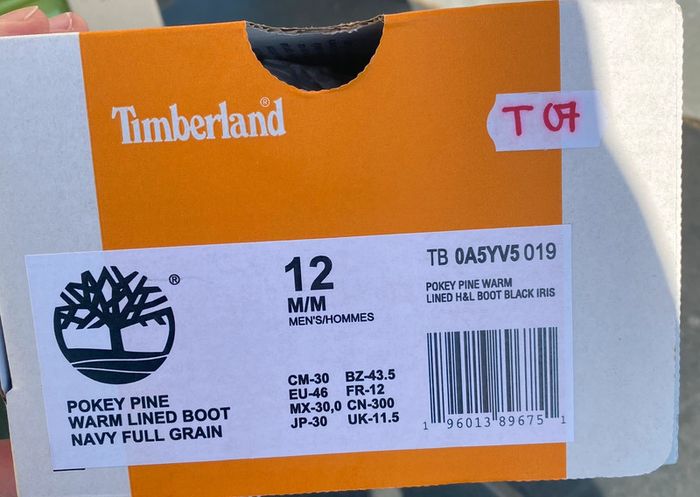 Timberland®
T 07
®
12
M/M
MEN'S/HOMMES
TB 0A5YV5 019
POKEY PINE WARM
LINED H&L BOOT BLACK IRIS
CM-30 BZ-43.5
EU-46 FR-12
MX-30,0 CN-300
JP-30 UK-11.5
POKEY PINE
WARM LINED BOOT
NAVY FULL GRAIN
1 96013 89675 1